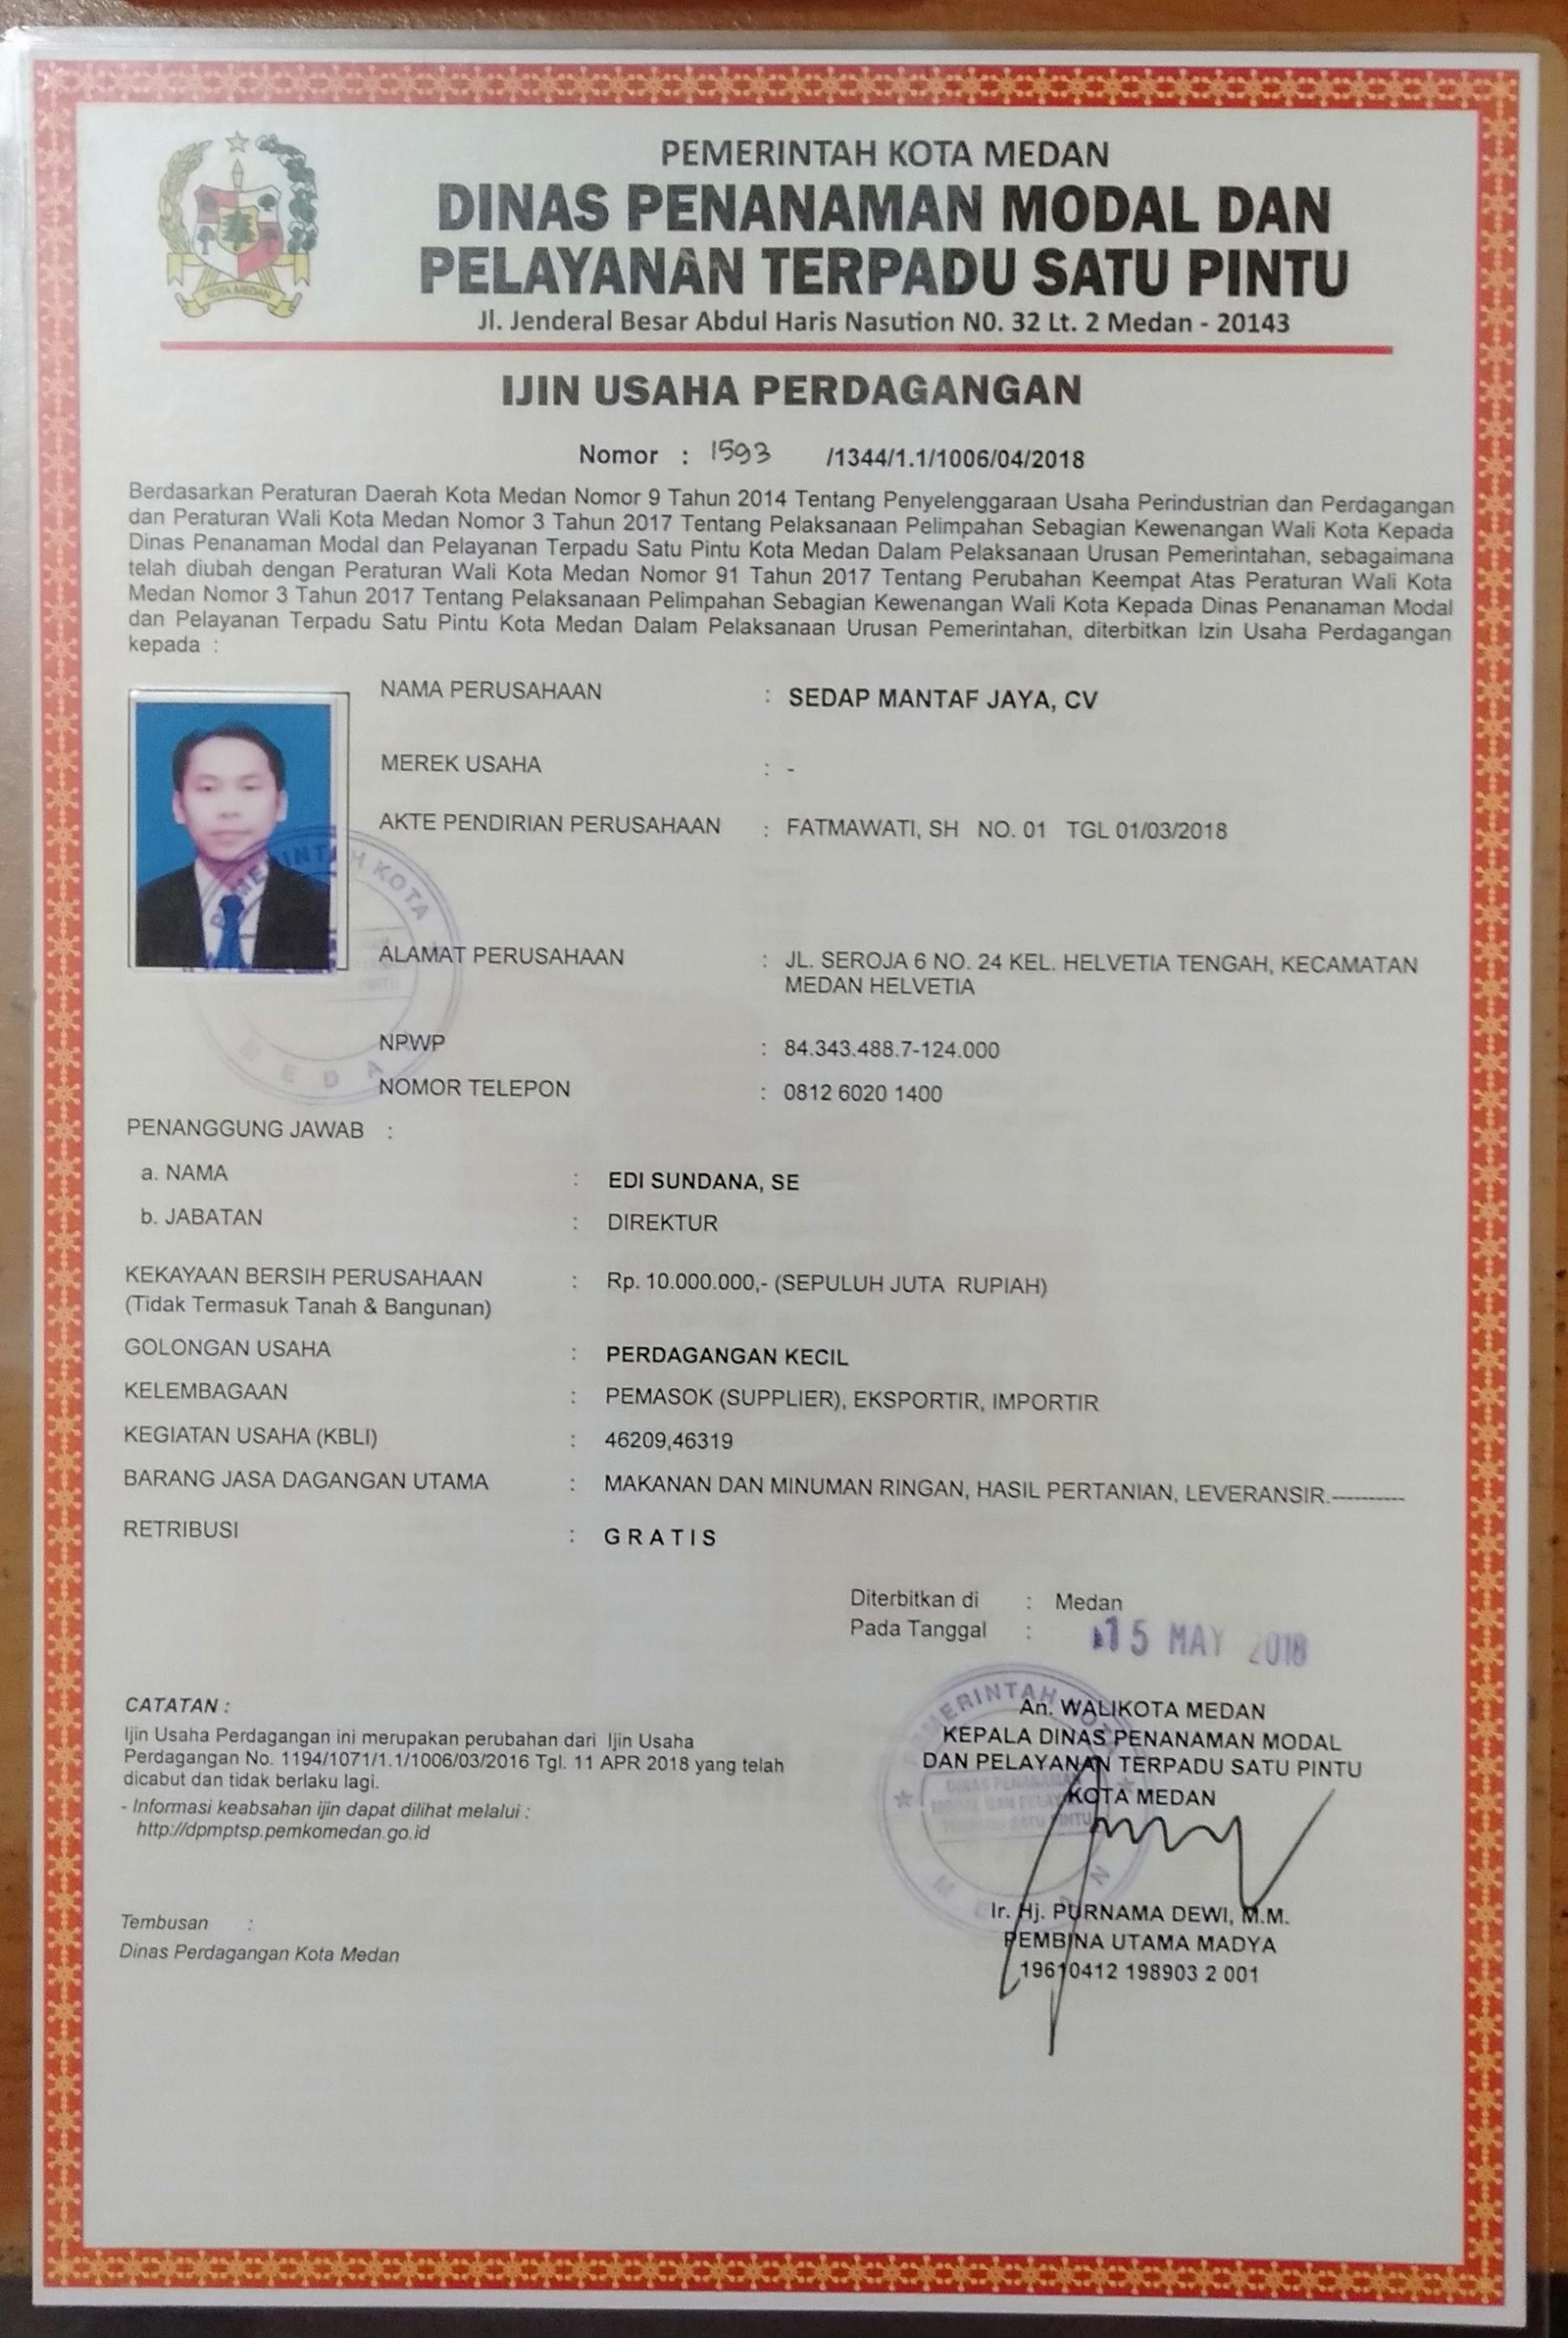 PEMERINTAH KOTA MEDAN
DINAS PENANAMAN MODAL DAN
PELAYANAN TERPADU SATU PINTU
Jl. Jenderal Besar Abdul Haris Nasution N0. 32 Lt. 2 Medan - 20143
KOTA MEDAN
IJIN USAHA PERDAGANGAN
Nomor : 1593 /1344/1.1/1006/04/2018
Berdasarkan Peraturan Daerah Kota Medan Nomor 9 Tahun 2014 Tentang Penyelenggaraan Usaha Perindustrian dan Perdagangan
dan Peraturan Wali Kota Medan Nomor 3 Tahun 2017 Tentang Pelaksanaan Pelimpahan Sebagian Kewenangan Wali Kota Kepada
Dinas Penanaman Modal dan Pelayanan Terpadu Satu Pintu Kota Medan Dalam Pelaksanaan Urusan Pemerintahan, sebagaimana
telah diubah dengan Peraturan Wali Kota Medan Nomor 91 Tahun 2017 Tentang Perubahan Keempat Atas Peraturan Wali Kota
Medan Nomor 3 Tahun 2017 Tentang Pelaksanaan Pelimpahan Sebagian Kewenangan Wali Kota Kepada Dinas Penanaman Modal
dan Pelayanan Terpadu Satu Pintu Kota Medan Dalam Pelaksanaan Urusan Pemerintahan, diterbitkan Izin Usaha Perdagangan
kepada :
NAMA PERUSAHAAN : SEDAP MANTAF JAYA, CV
MEREK USAHA : -
AKTE PENDIRIAN PERUSAHAAN : FATMAWATI, SH NO. 01 TGL 01/03/2018
PEMERINTAH KOTA
ALAMAT PERUSAHAAN : JL. SEROJA 6 NO. 24 KEL. HELVETIA TENGAH, KECAMATAN
MEDAN HELVETIA
NPWP : 84.343.488.7-124.000
MEDA
NOMOR TELEPON : 0812 6020 1400
PENANGGUNG JAWAB :
a. NAMA : EDI SUNDANA, SE
b. JABATAN : DIREKTUR
KEKAYAAN BERSIH PERUSAHAAN : Rp. 10.000.000,- (SEPULUH JUTA RUPIAH)
(Tidak Termasuk Tanah & Bangunan)
GOLONGAN USAHA : PERDAGANGAN KECIL
KELEMBAGAAN : PEMASOK (SUPPLIER), EKSPORTIR, IMPORTIR
KEGIATAN USAHA (KBLI) : 46209,46319
BARANG JASA DAGANGAN UTAMA : MAKANAN DAN MINUMAN RINGAN, HASIL PERTANIAN, LEVERANSIR.----------
RETRIBUSI : G R A T I S
Diterbitkan di : Medan
Pada Tanggal : 15 MAY 2018
CATATAN :
Ijin Usaha Perdagangan ini merupakan perubahan dari Ijin Usaha
Perdagangan No. 1194/1071/1.1/1006/03/2016 Tgl. 11 APR 2018 yang telah
dicabut dan tidak berlaku lagi.
- Informasi keabsahan ijin dapat dilihat melalui :
http://dpmptsp.pemkomedan.go.id
Tembusan :
Dinas Perdagangan Kota Medan
An. WALIKOTA MEDAN
KEPALA DINAS PENANAMAN MODAL
DAN PELAYANAN TERPADU SATU PINTU
KOTA MEDAN
Ir. Hj. PURNAMA DEWI, M.M.
PEMBINA UTAMA MADYA
19610412 198903 2 001